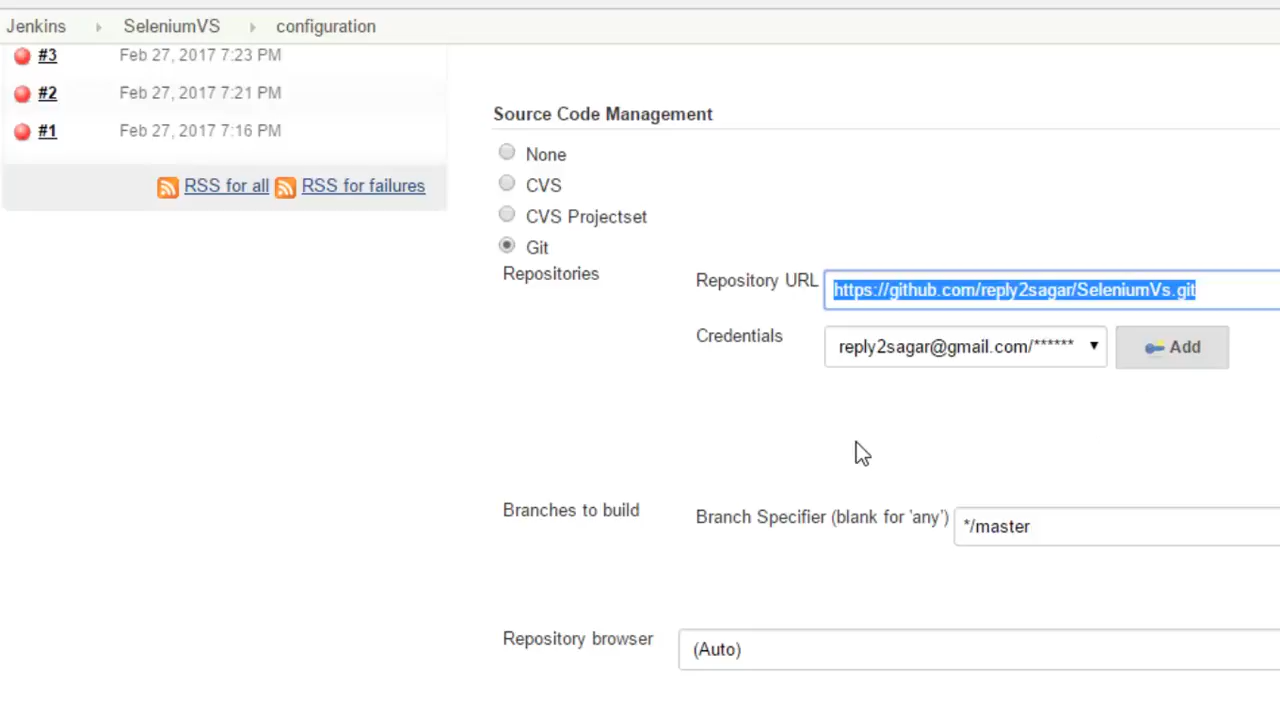 Jenkins SeleniumVS configuration
#3 Feb 27, 2017 7:23 PM
#2 Feb 27, 2017 7:21 PM
#1 Feb 27, 2017 7:16 PM
RSS for all RSS for failures
Source Code Management
None
CVS
CVS Projectset
Git
Repositories
Repository URL https://github.com/reply2sagar/SeleniumVs.git
Credentials reply2sagar@gmail.com/****** Add
Branches to build
Branch Specifier (blank for 'any') */master
Repository browser (Auto)